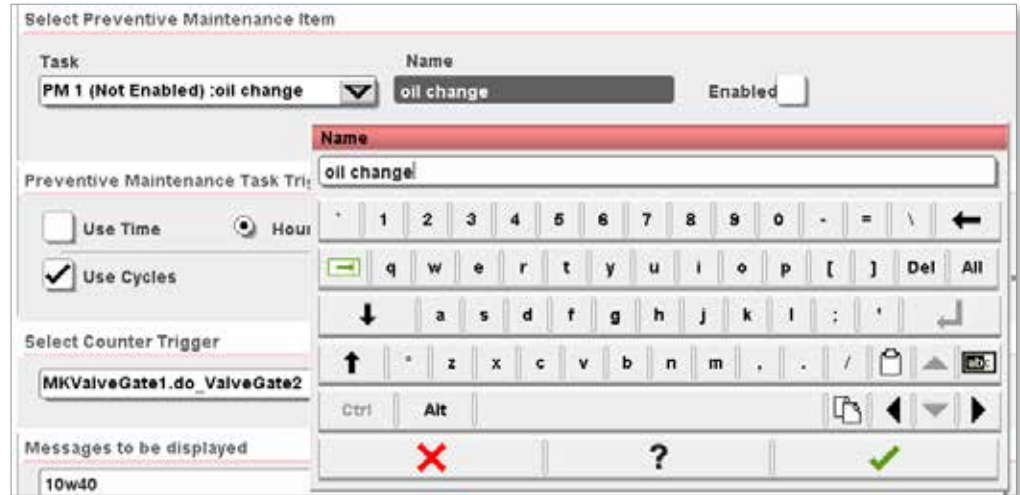 Select Preventive Maintenance Item
Task Name
PM 1 (Not Enabled) :oil change oil change Enabled
Name
oil change
Preventive Maintenance Task Tri
` 1 2 3 4 5 6 7 8 9 0 - = \
Use Time Hour
q w e r t y u i o p [ ] Del All
Use Cycles
a s d f g h j k l ; '
Select Counter Trigger
z x c v b n m , . / abc
MKValveGate1.do_ValveGate2
Ctrl Alt
Messages to be displayed
?
10w40